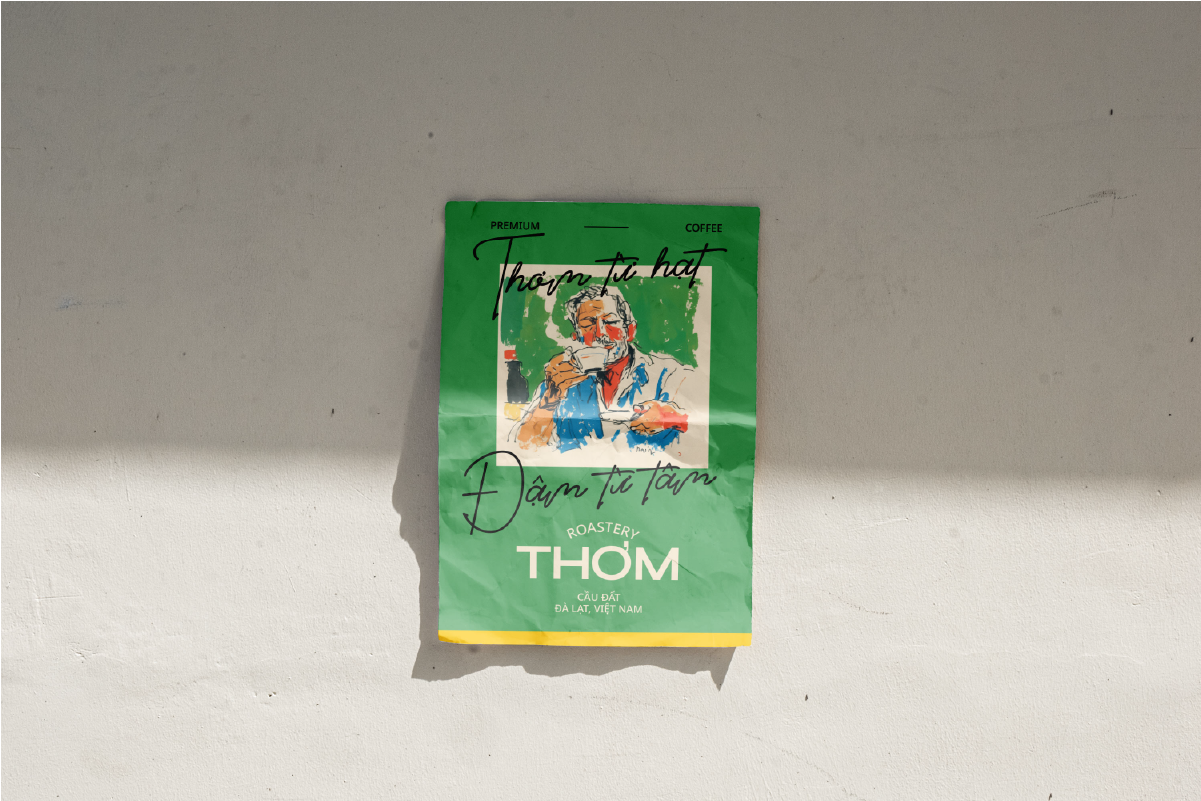 PREMIUM COFFEE
Thơm từ hạt
Đậm từ tâm
ROASTERY
THƠM
CẦU ĐẤT
ĐÀ LẠT, VIỆT NAM